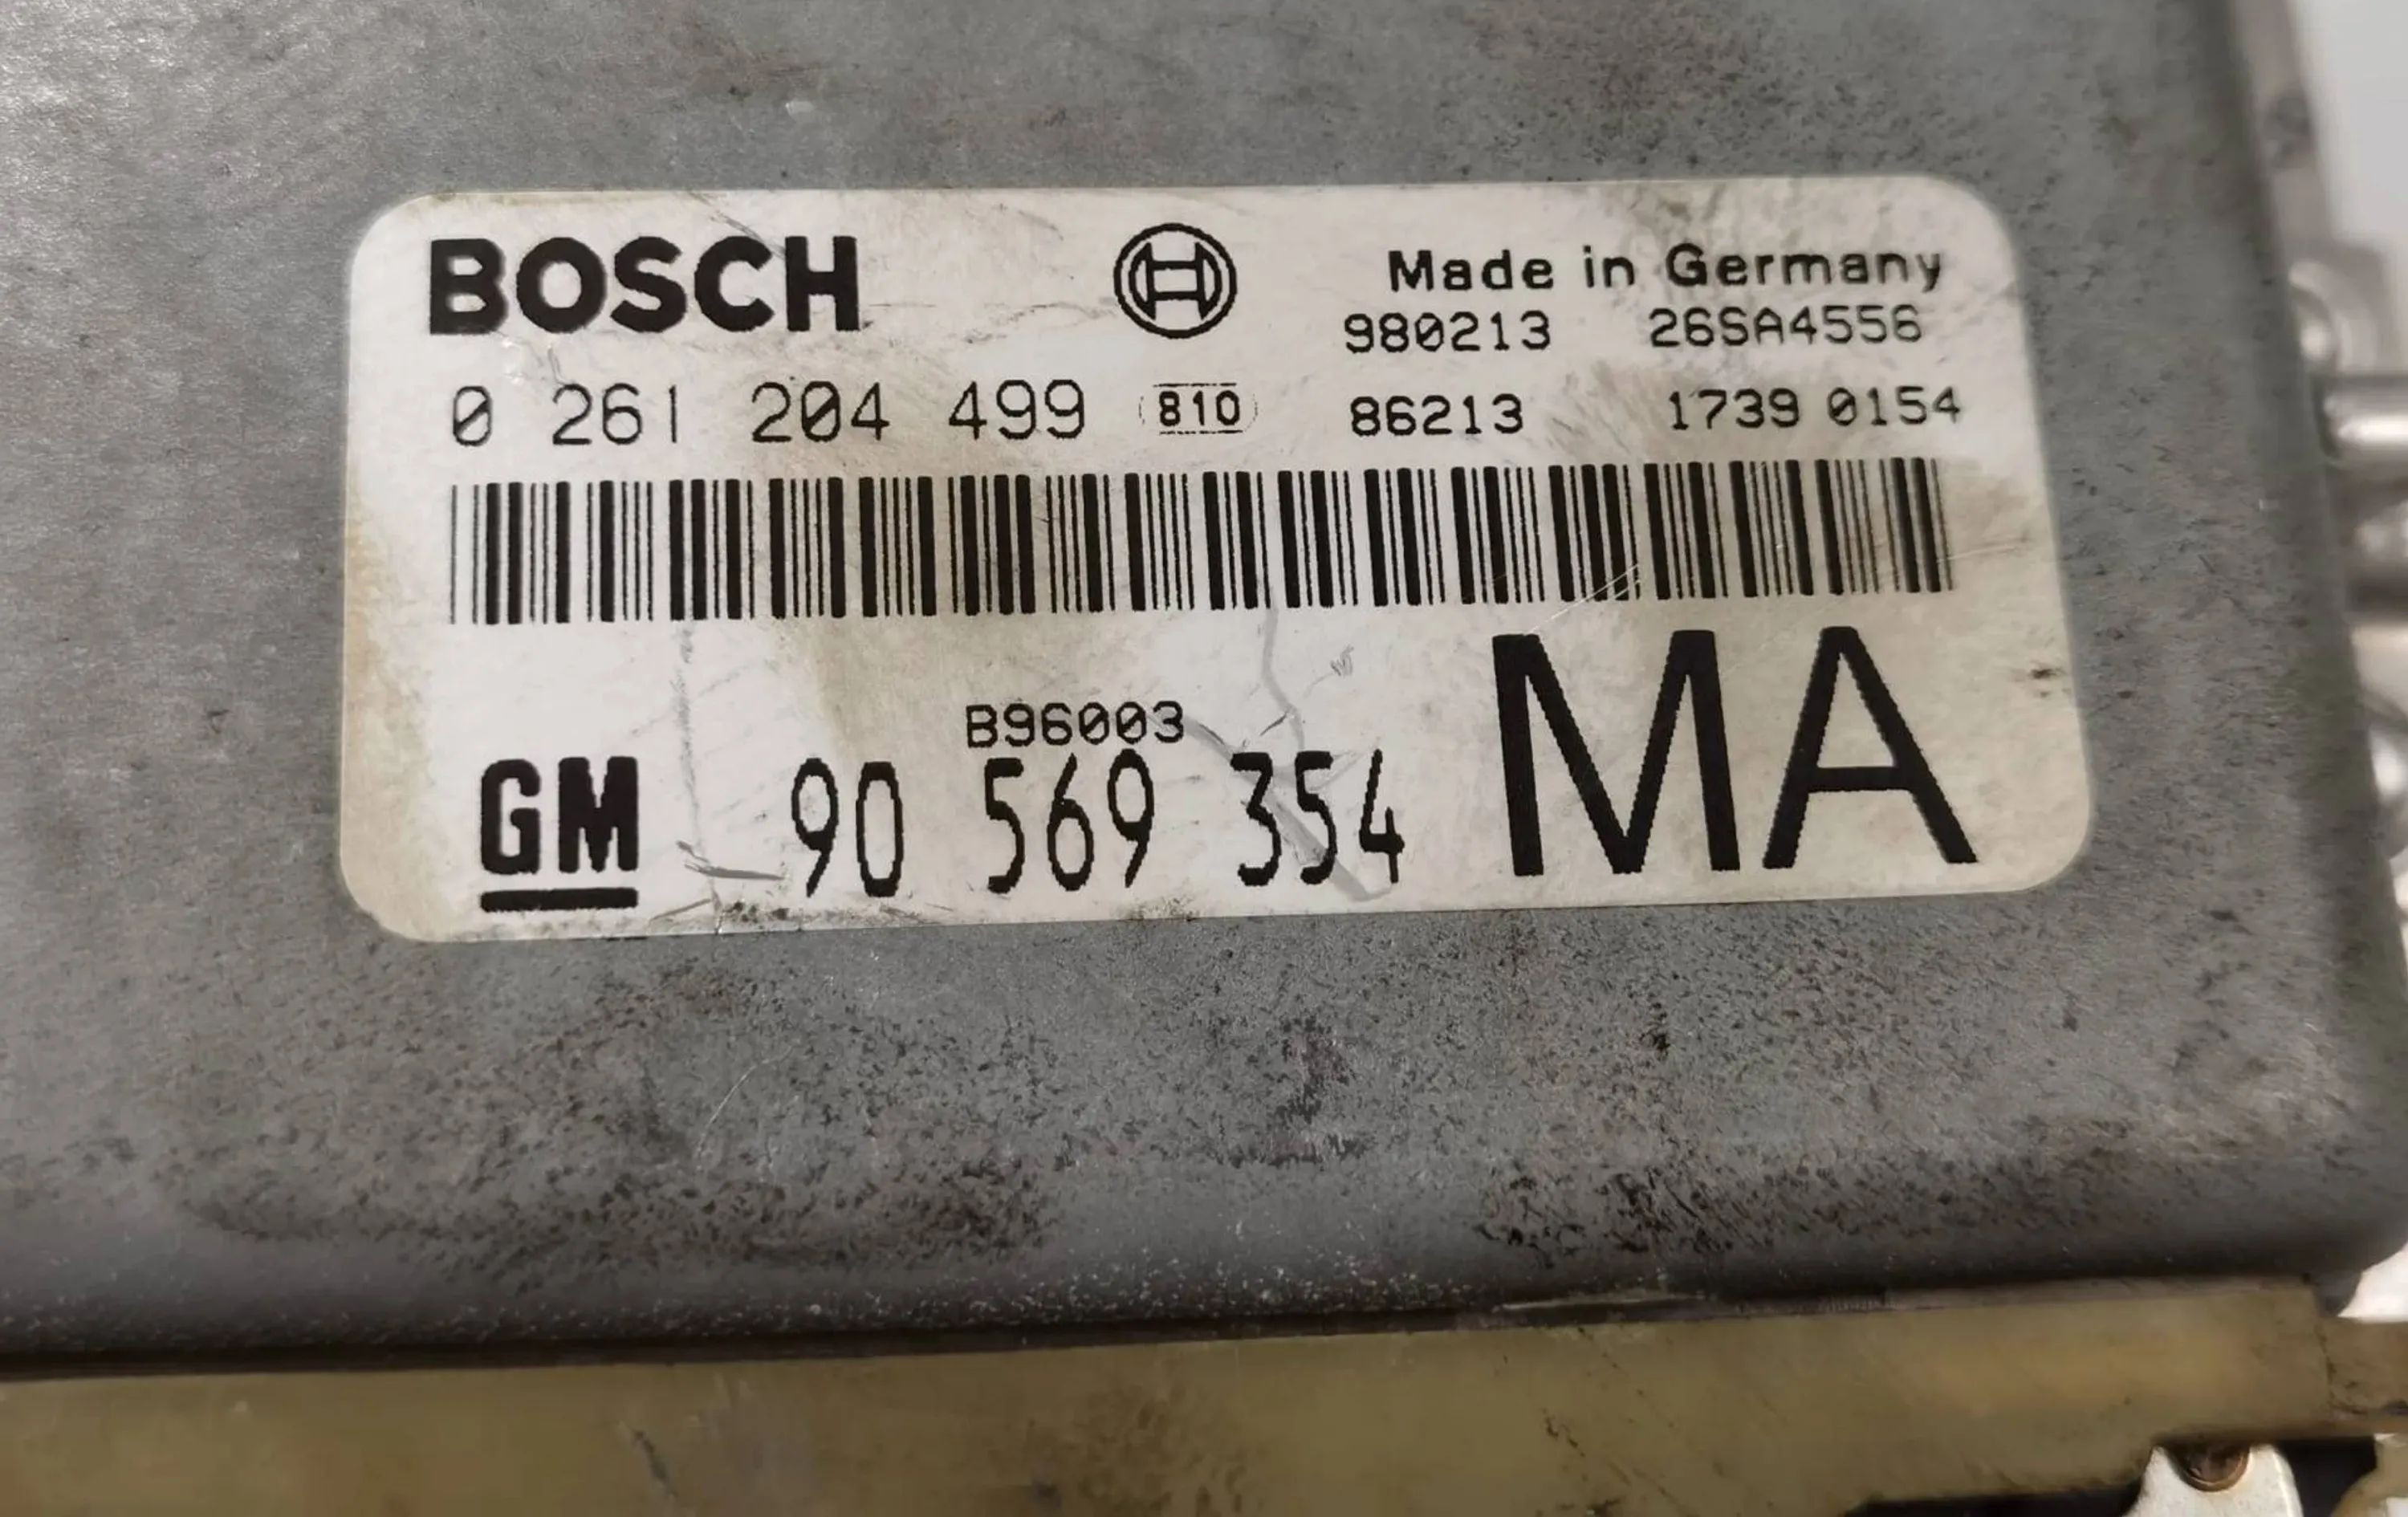 BOSCH Made in Germany
980213 26SA4556
0 261 204 499 810 86213 1739 0154
B96003
GM 90 569 354 MA